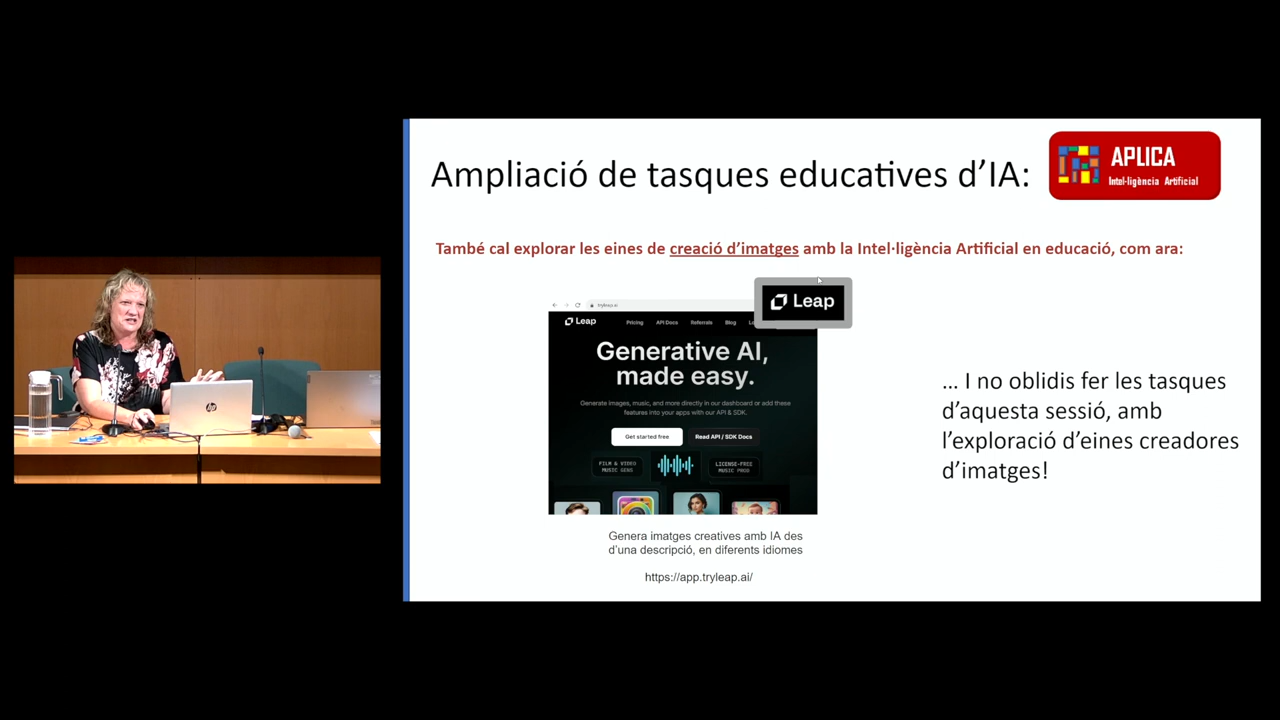 Ampliació de tasques educatives d’IA:
APLICA
Intel·ligència Artificial
També cal explorar les eines de creació d’imatges amb la Intel·ligència Artificial en educació, com ara:
Leap
tryleap.ai
Leap
Pricing API Docs Referrals Blog
Generative AI,
made easy.
Generate images, music, and more directly in our dashboard or add these
features into your apps with our API & SDK.
Get started free
Read API / SDK Docs
FILM & VIDEO
MUSIC GENS
LICENSE-FREE
MUSIC PROD
... I no oblidis fer les tasques
d’aquesta sessió, amb
l’exploració d’eines creadores
d’imatges!
Genera imatges creatives amb IA des
d’una descripció, en diferents idiomes
https://app.tryleap.ai/
hp